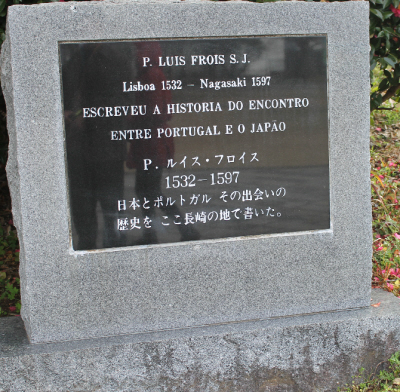 P. LUIS FROIS S.J.
Lisboa 1532 - Nagasaki 1597
ESCREVEU A HISTORIA DO ENCONTRO
ENTRE PORTUGAL E O JAPÃO
P. ルイス・フロイス
1532-1597
日本とポルトガル その出会いの
歴史を ここ長崎の地で書いた。